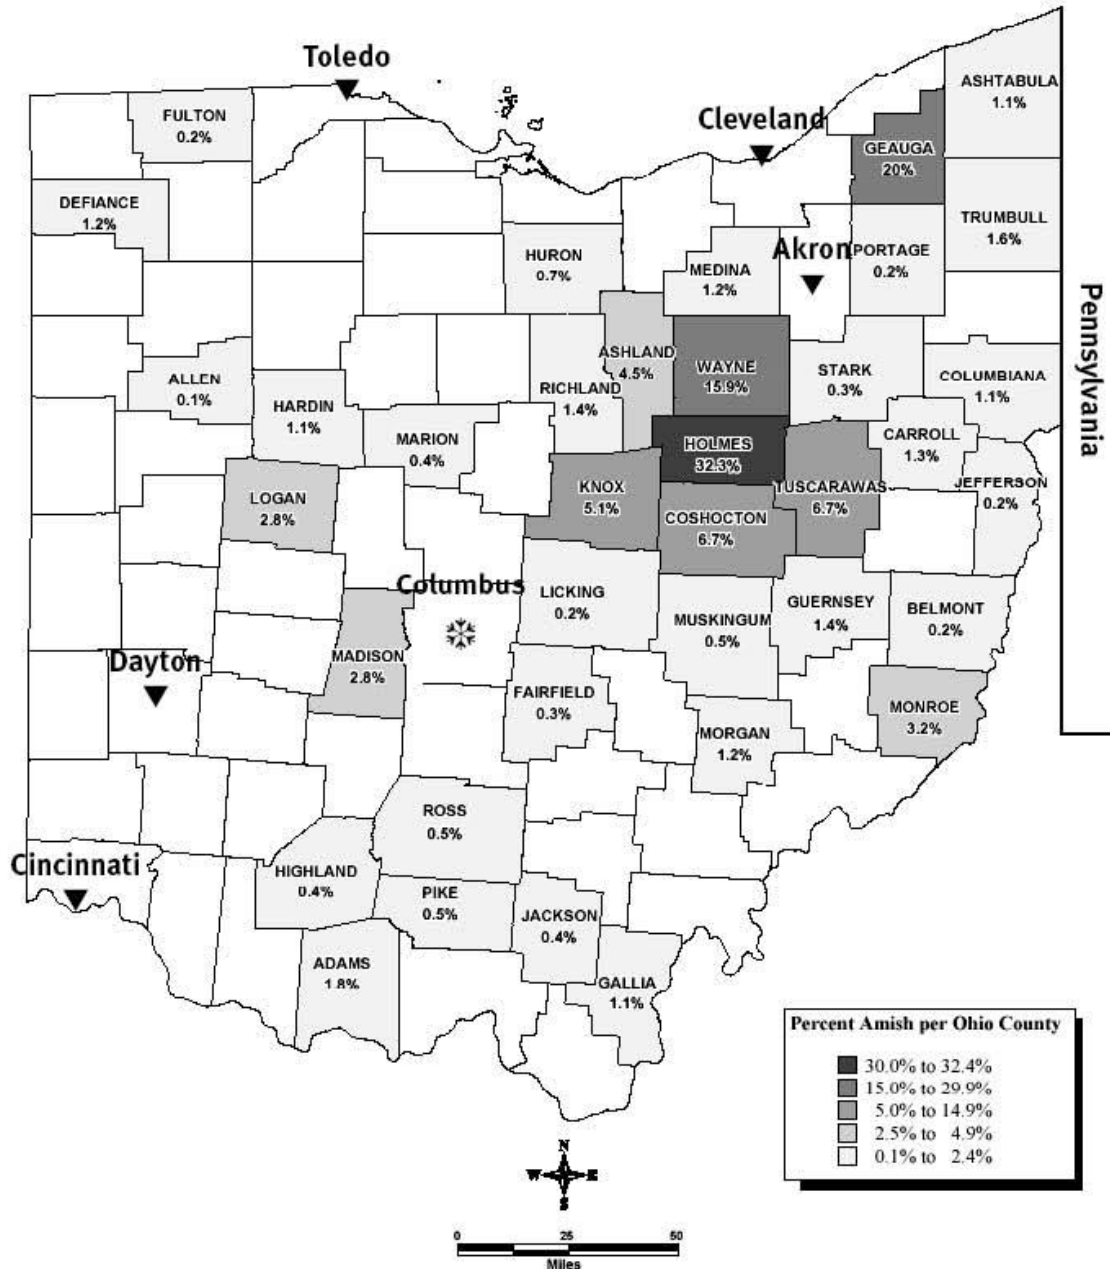 Toledo
FULTON
0.2%
Cleveland
ASHTABULA
1.1%
GEAUGA
20%
DEFIANCE
1.2%
TRUMBULL
1.6%
HURON
0.7%
Akron
PORTAGE
0.2%
MEDINA
1.2%
Pennsylvania
ASHLAND
4.5%
WAYNE
15.9%
STARK
0.3%
COLUMBIANA
1.1%
ALLEN
0.1%
RICHLAND
1.4%
HARDIN
1.1%
MARION
0.4%
HOLMES
32.3%
CARROLL
1.3%
LOGAN
2.8%
KNOX
5.1%
TUSCARAWAS
6.7%
JEFFERSON
0.2%
COSHOCTON
6.7%
Columbus
LICKING
0.2%
MUSKINGUM
0.5%
GUERNSEY
1.4%
BELMONT
0.2%
Dayton
MADISON
2.8%
FAIRFIELD
0.3%
MONROE
3.2%
MORGAN
1.2%
ROSS
0.5%
Cincinnati
HIGHLAND
0.4%
PIKE
0.5%
JACKSON
0.4%
ADAMS
1.8%
GALLIA
1.1%
Percent Amish per Ohio County
30.0% to 32.4%
15.0% to 29.9%
5.0% to 14.9%
2.5% to 4.9%
0.1% to 2.4%
N
W E
S
0 25 50
Miles